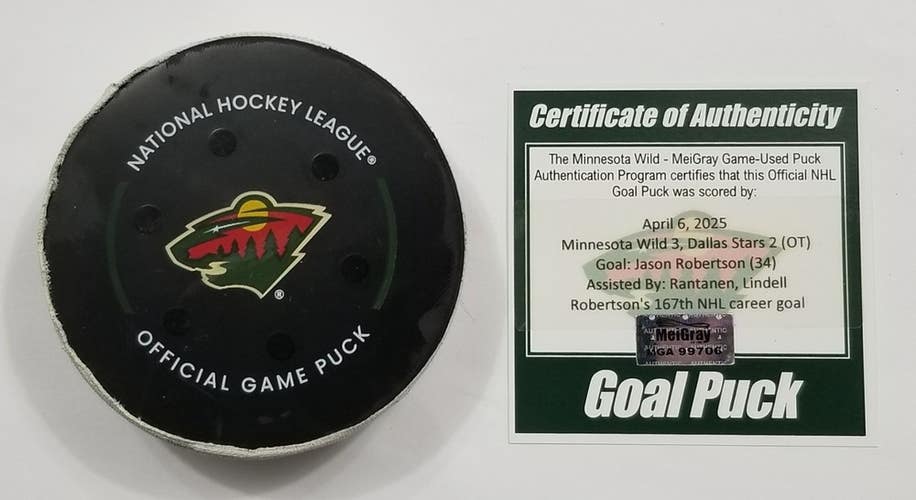 NATIONAL HOCKEY LEAGUE®
®
OFFICIAL GAME PUCK
Certificate of Authenticity
The Minnesota Wild - MeiGray Game-Used Puck
Authentication Program certifies that this Official NHL
Goal Puck was scored by:
April 6, 2025
Minnesota Wild 3, Dallas Stars 2 (OT)
Goal: Jason Robertson (34)
Assisted By: Rantanen, Lindell
Robertson's 167th NHL career goal
MeiGray
MGA 99706
Goal Puck